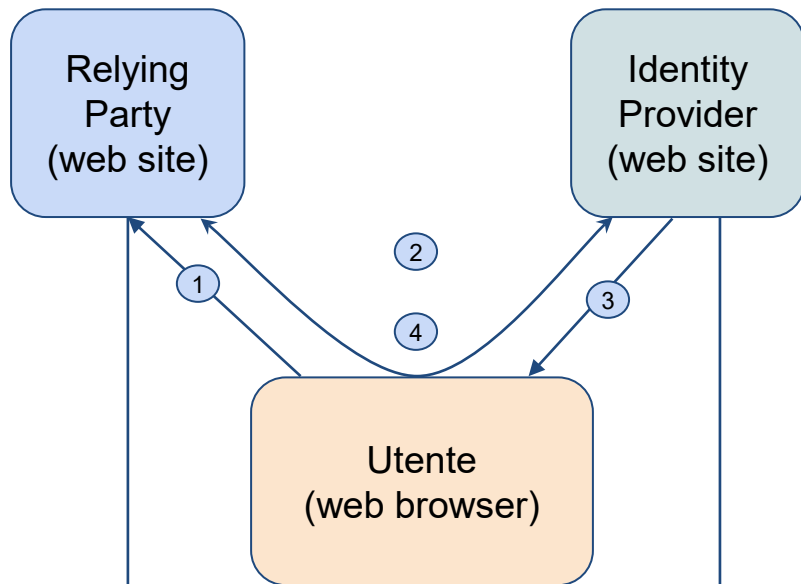 Relying
Party
(web site)
Identity
Provider
(web site)
2
1
3
4
Utente
(web browser)